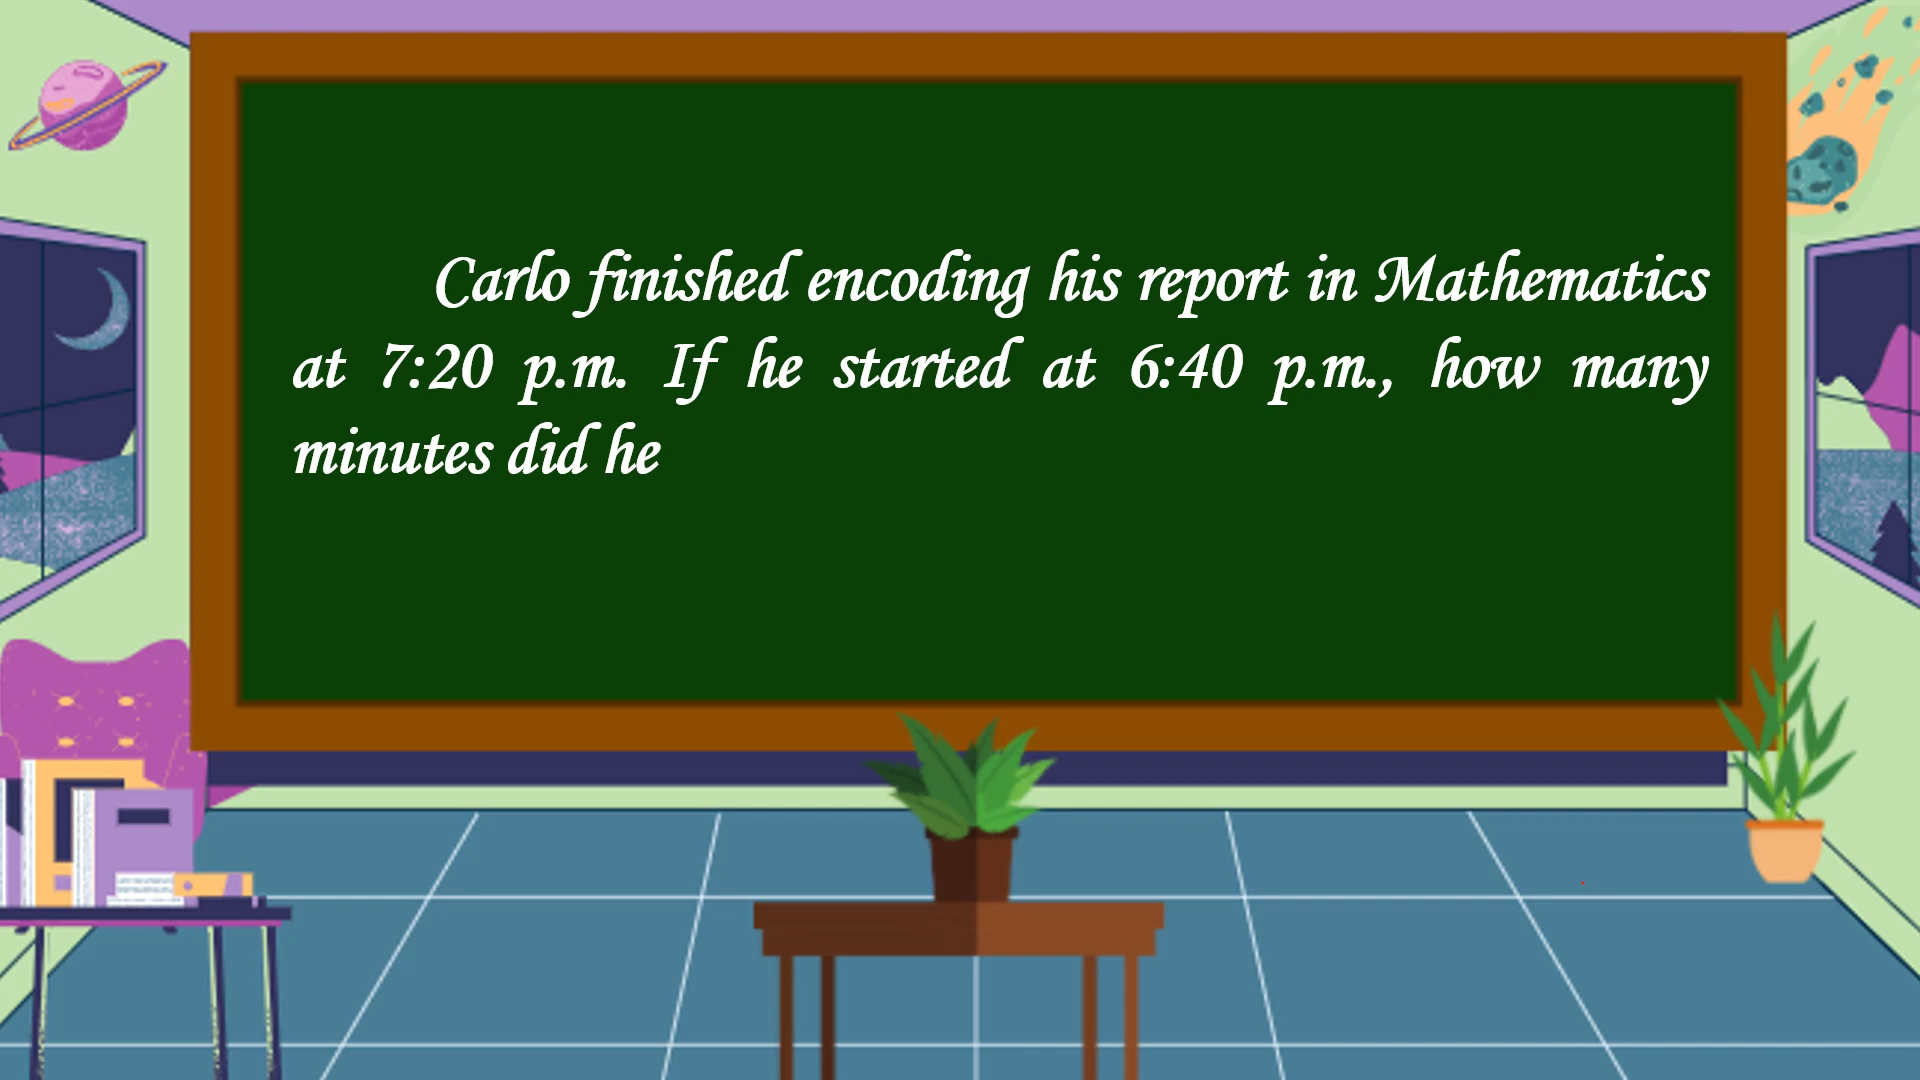 Carlo finished encoding his report in Mathematics
at 7:20 p.m. If he started at 6:40 p.m., how many
minutes did he